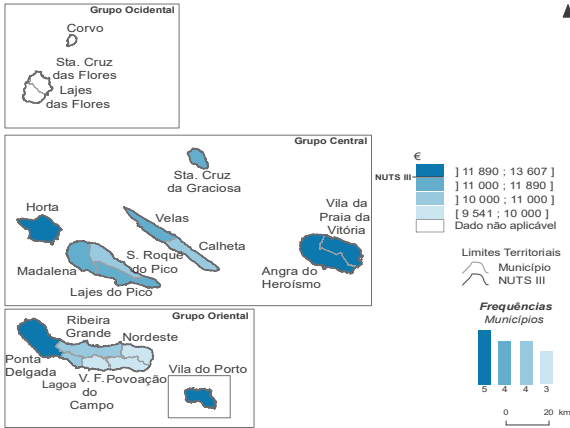 Grupo Ocidental
Corvo
Sta. Cruz
das Flores
Lajes
das Flores
Grupo Central
Sta. Cruz
da Graciosa
Horta
Velas
Vila da
Praia da
Vitória
Calheta
S. Roque
do Pico
Madalena
Angra do
Heroísmo
Lajes do Pico
Grupo Oriental
Ribeira
Grande
Nordeste
Ponta
Delgada
Lagoa
V. F.
do
Campo
Povoação
Vila do Porto
€
NUTS III
] 11 890 ; 13 607 ]
] 11 000 ; 11 890 ]
] 10 000 ; 11 000 ]
[ 9 541 ; 10 000 ]
Dado não aplicável
Limites Territoriais
Município
NUTS III
Frequências
Municípios
5 4 4 3
0 20 km